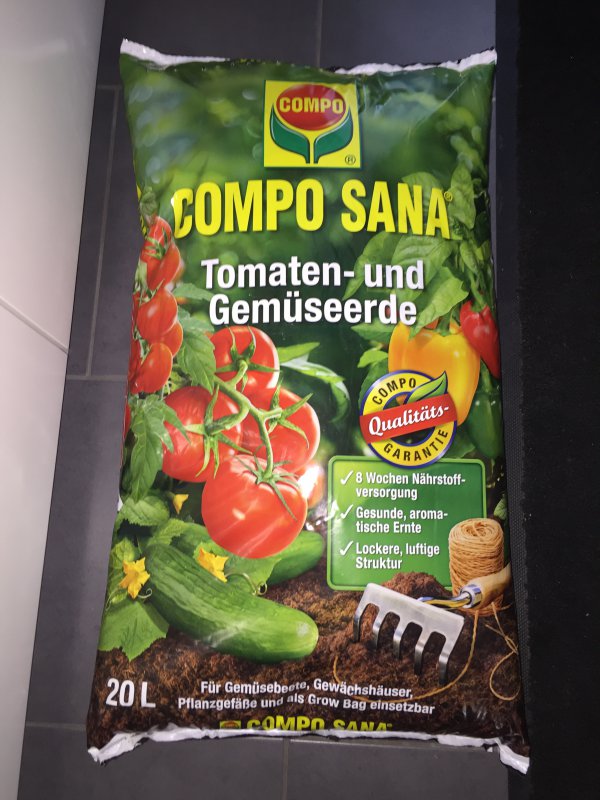 COMPO
®
COMPO SANA®
Tomaten- und
Gemüseerde
COMPO
Qualitäts-
GARANTIE
✓ 8 Wochen Nährstoff-
versorgung
✓ Gesunde, aroma-
tische Ernte
✓ Lockere, luftige
Struktur
20 L
Für Gemüsebeete, Gewächshäuser,
Pflanzgefäße und als Grow Bag einsetzbar
COMPO SANA